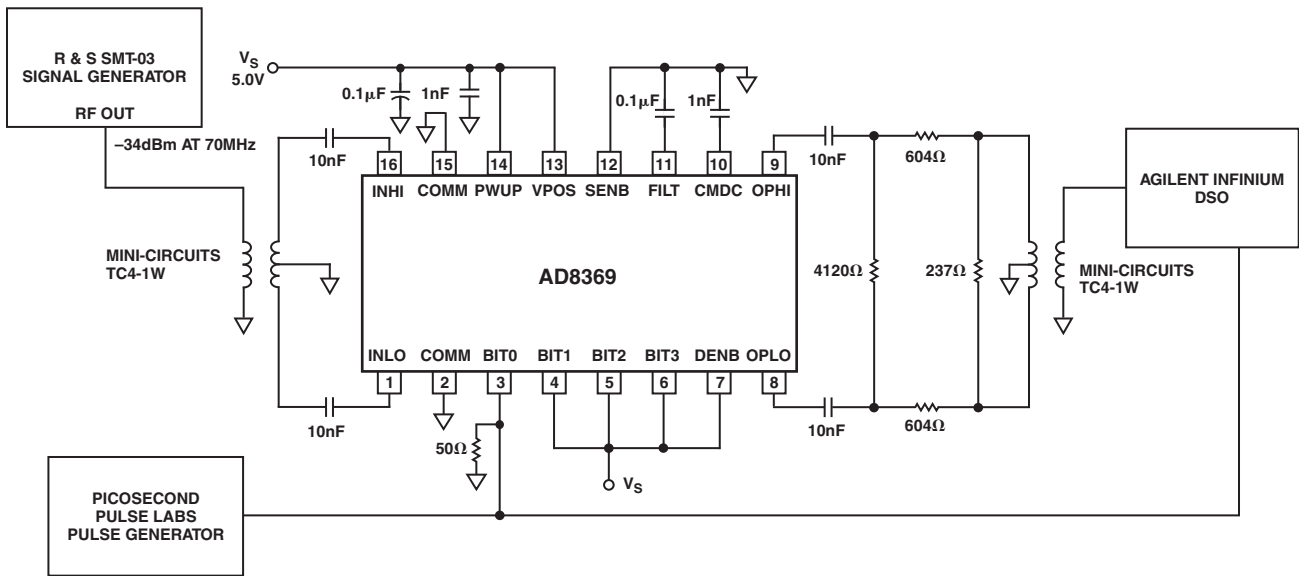 R & S SMT-03
SIGNAL GENERATOR
RF OUT
–34dBm AT 70MHz
VS
5.0V
0.1μF
1nF
0.1μF
1nF
10nF
16
15
14
13
12
11
10
9
10nF
604Ω
INHI
COMM
PWUP
VPOS
SENB
FILT
CMDC
OPHI
AGILENT INFINIUM
DSO
MINI-CIRCUITS
TC4-1W
AD8369
4120Ω
237Ω
MINI-CIRCUITS
TC4-1W
INLO
COMM
BIT0
BIT1
BIT2
BIT3
DENB
OPLO
1
2
3
4
5
6
7
8
10nF
10nF
604Ω
50Ω
VS
PICOSECOND
PULSE LABS
PULSE GENERATOR